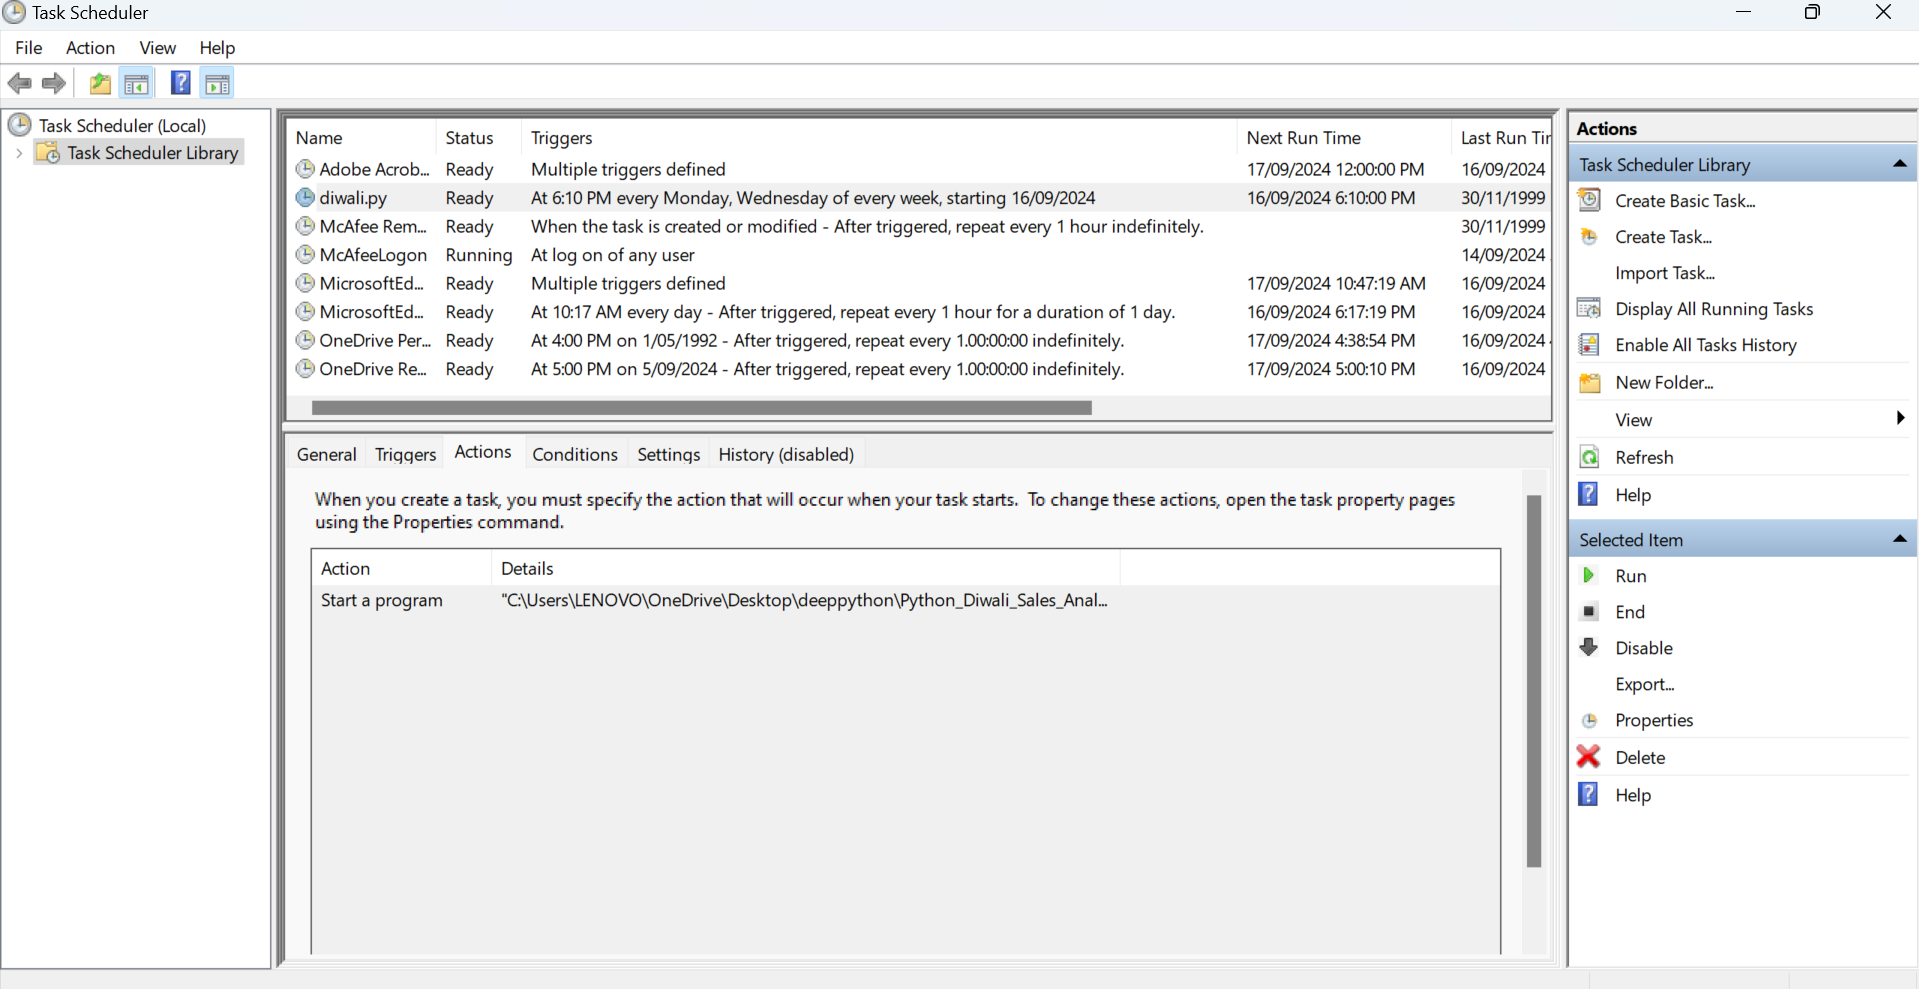 Task Scheduler
File Action View Help
Task Scheduler (Local)
Task Scheduler Library
Name Status Triggers Next Run Time Last Run Tir
Adobe Acrob... Ready Multiple triggers defined 17/09/2024 12:00:00 PM 16/09/2024
diwali.py Ready At 6:10 PM every Monday, Wednesday of every week, starting 16/09/2024 16/09/2024 6:10:00 PM 30/11/1999
McAfee Rem... Ready When the task is created or modified - After triggered, repeat every 1 hour indefinitely. 30/11/1999
McAfeeLogon Running At log on of any user 14/09/2024
MicrosoftEd... Ready Multiple triggers defined 17/09/2024 10:47:19 AM 16/09/2024
MicrosoftEd... Ready At 10:17 AM every day - After triggered, repeat every 1 hour for a duration of 1 day. 16/09/2024 6:17:19 PM 16/09/2024
OneDrive Per... Ready At 4:00 PM on 1/05/1992 - After triggered, repeat every 1.00:00:00 indefinitely. 17/09/2024 4:38:54 PM 16/09/2024
OneDrive Re... Ready At 5:00 PM on 5/09/2024 - After triggered, repeat every 1.00:00:00 indefinitely. 17/09/2024 5:00:10 PM 16/09/2024
General Triggers Actions Conditions Settings History (disabled)
When you create a task, you must specify the action that will occur when your task starts. To change these actions, open the task property pages
using the Properties command.
Action Details
Start a program "C:\Users\LENOVO\OneDrive\Desktop\deeppython\Python_Diwali_Sales_Anal...
Actions
Task Scheduler Library
Create Basic Task...
Create Task...
Import Task...
Display All Running Tasks
Enable All Tasks History
New Folder...
View
Refresh
Help
Selected Item
Run
End
Disable
Export...
Properties
Delete
Help